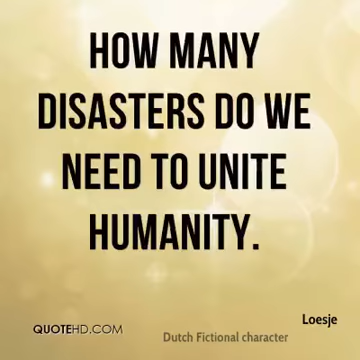 HOW MANY
DISASTERS DO WE
NEED TO UNITE
HUMANITY.
Loesje
QUOTEHD.COM
Dutch Fictional character